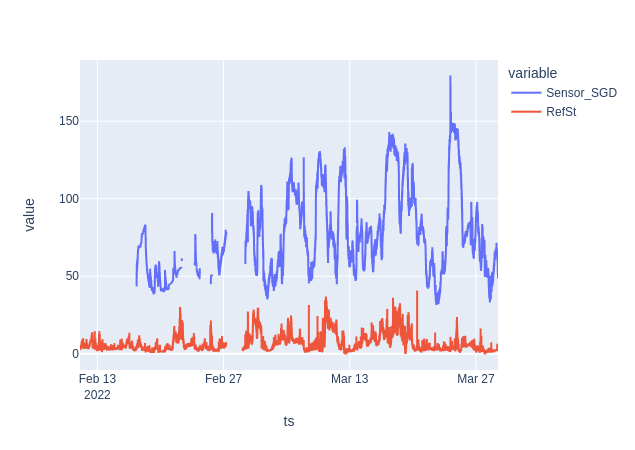 variable
Sensor_SGD
RefSt
value
150
100
50
0
Feb 13
2022
Feb 27
Mar 13
Mar 27
ts